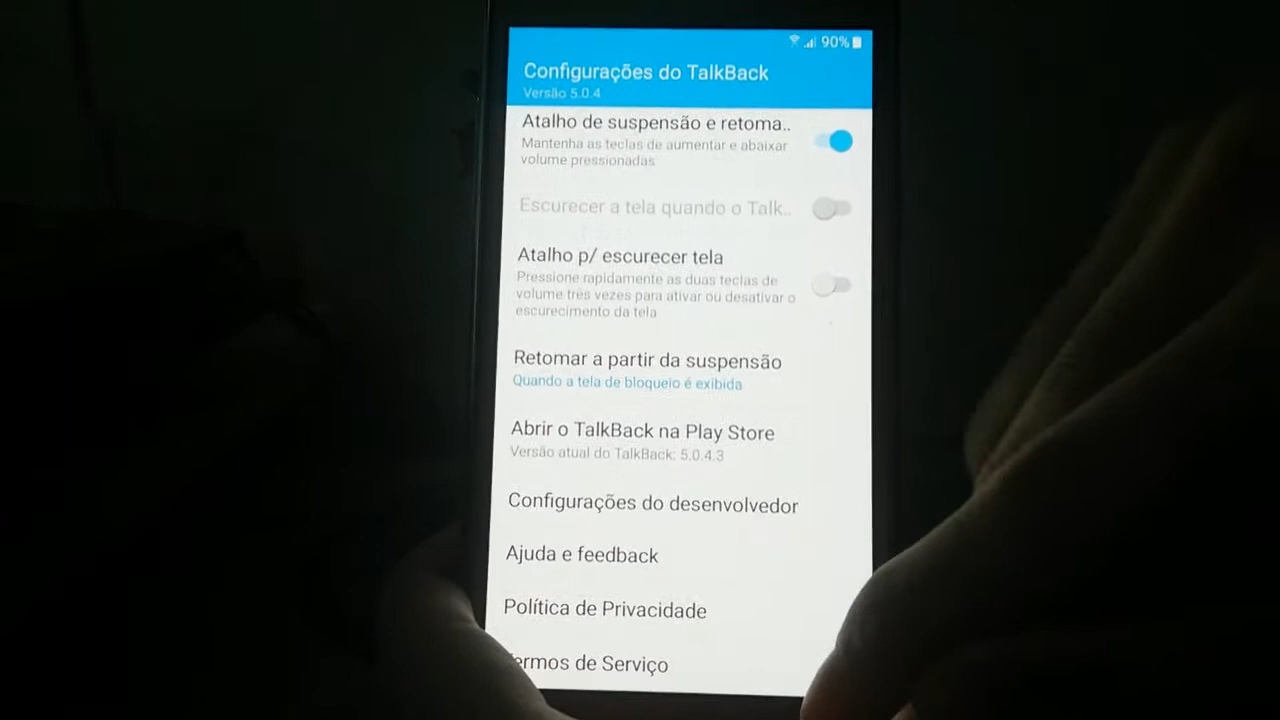 90%
Configurações do TalkBack
Versão 5.0.4
Atalho de suspensão e retoma..
Mantenha as teclas de aumentar e abaixar
volume pressionadas
Escurecer a tela quando o Talk..
Atalho p/ escurecer tela
Pressione rapidamente as duas teclas de
volume três vezes para ativar ou desativar o
escurecimento da tela
Retomar a partir da suspensão
Quando a tela de bloqueio é exibida
Abrir o TalkBack na Play Store
Versão atual do TalkBack: 5.0.4.3
Configurações do desenvolvedor
Ajuda e feedback
Política de Privacidade
ermos de Serviço